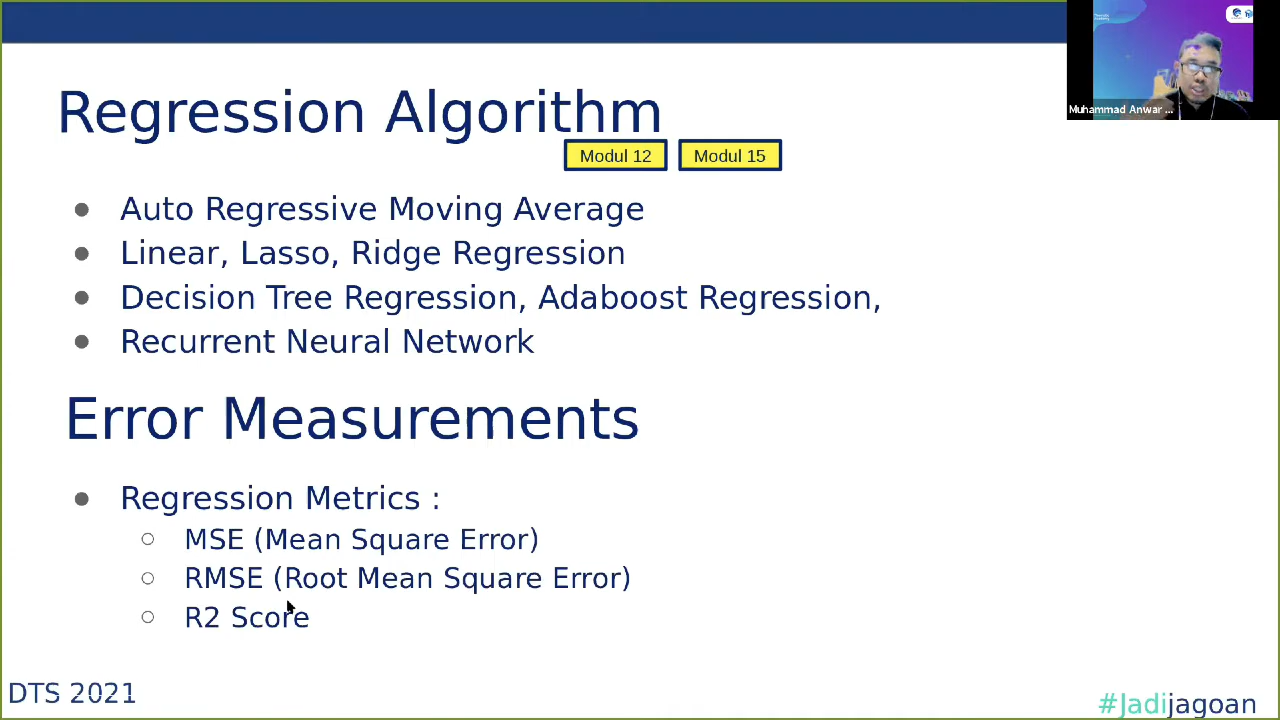 Regression Algorithm
Modul 12 Modul 15
Auto Regressive Moving Average
Linear, Lasso, Ridge Regression
Decision Tree Regression, Adaboost Regression,
Recurrent Neural Network
Error Measurements
Regression Metrics :
MSE (Mean Square Error)
RMSE (Root Mean Square Error)
R2 Score
DTS 2021
#Jadijagoan
Muhammad Anwar ...